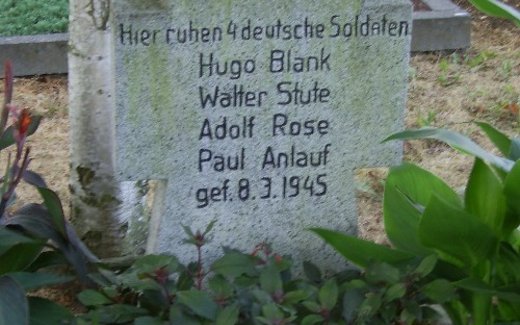 Hier ruhen 4 deutsche Soldaten
Hugo Blank
Walter Stute
Adolf Rose
Paul Anlauf
gef. 8. 3. 1945